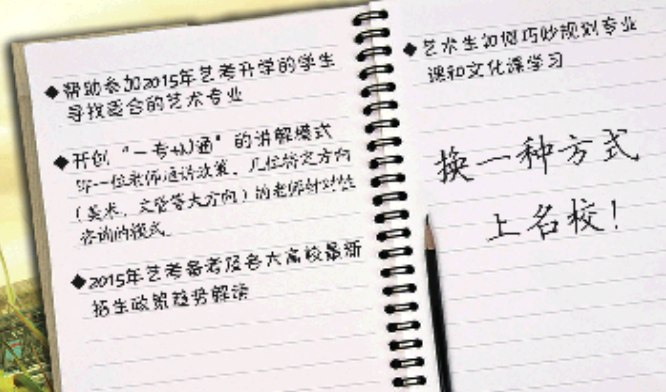 ◆帮助参加2015年艺考升学的学生
寻找适合的艺术专业
◆开创"一专N通"的讲解模式
即一位老师通讲政策,几位特定方向
(美术、文管等大方向)的老师针对性
咨询的模式。
◆2015年艺考备考及各大高校最新
招生政策趋势解读
◆艺术生如何巧妙规划专业
课和文化课学习
换一种方式
上名校!